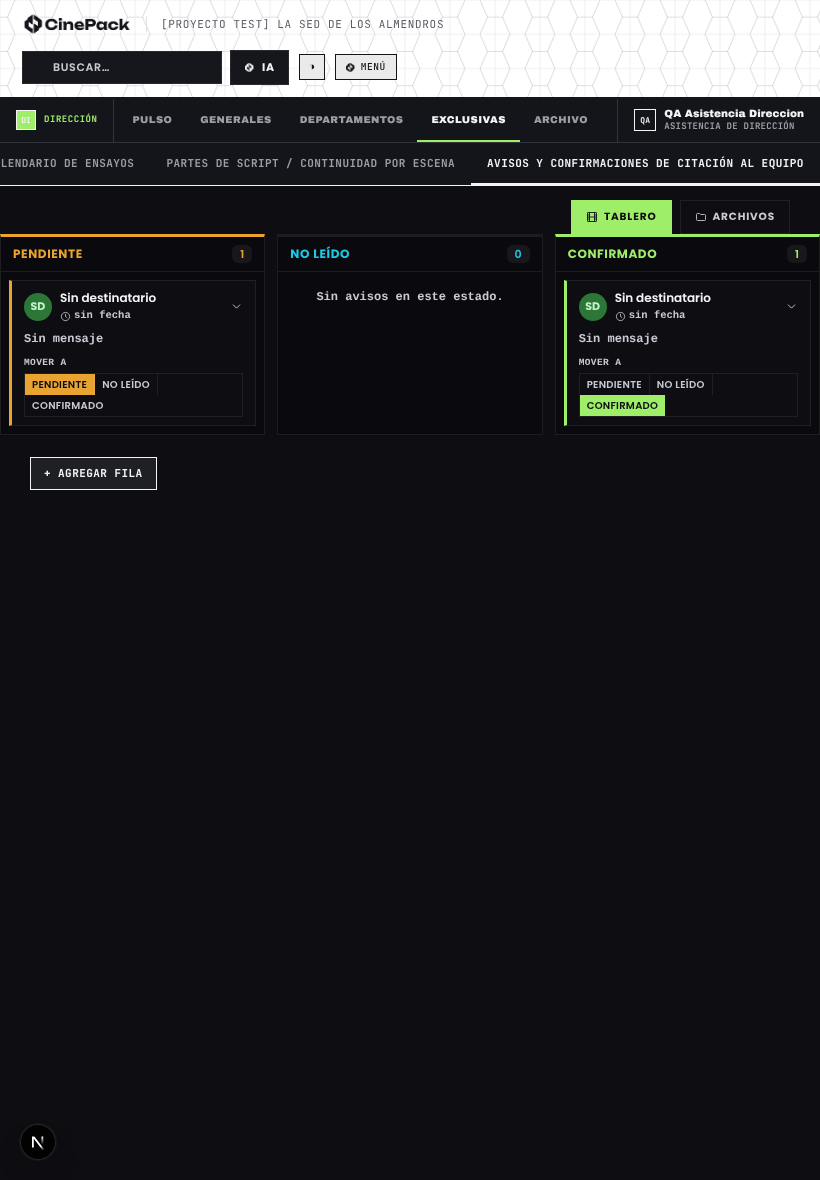 CinePack
[PROYECTO TEST] LA SED DE LOS ALMENDROS
BUSCAR…
IA
MENÚ
DI
DIRECCIÓN
PULSO
GENERALES
DEPARTAMENTOS
EXCLUSIVAS
ARCHIVO
QA
QA Asistencia Direccion
ASISTENCIA DE DIRECCIÓN
LENDARIO DE ENSAYOS
PARTES DE SCRIPT / CONTINUIDAD POR ESCENA
AVISOS Y CONFIRMACIONES DE CITACIÓN AL EQUIPO
TABLERO
ARCHIVOS
PENDIENTE
1
SD
Sin destinatario
sin fecha
Sin mensaje
MOVER A
PENDIENTE
NO LEÍDO
CONFIRMADO
NO LEÍDO
0
Sin avisos en este estado.
CONFIRMADO
1
SD
Sin destinatario
sin fecha
Sin mensaje
MOVER A
PENDIENTE
NO LEÍDO
CONFIRMADO
+ AGREGAR FILA
N